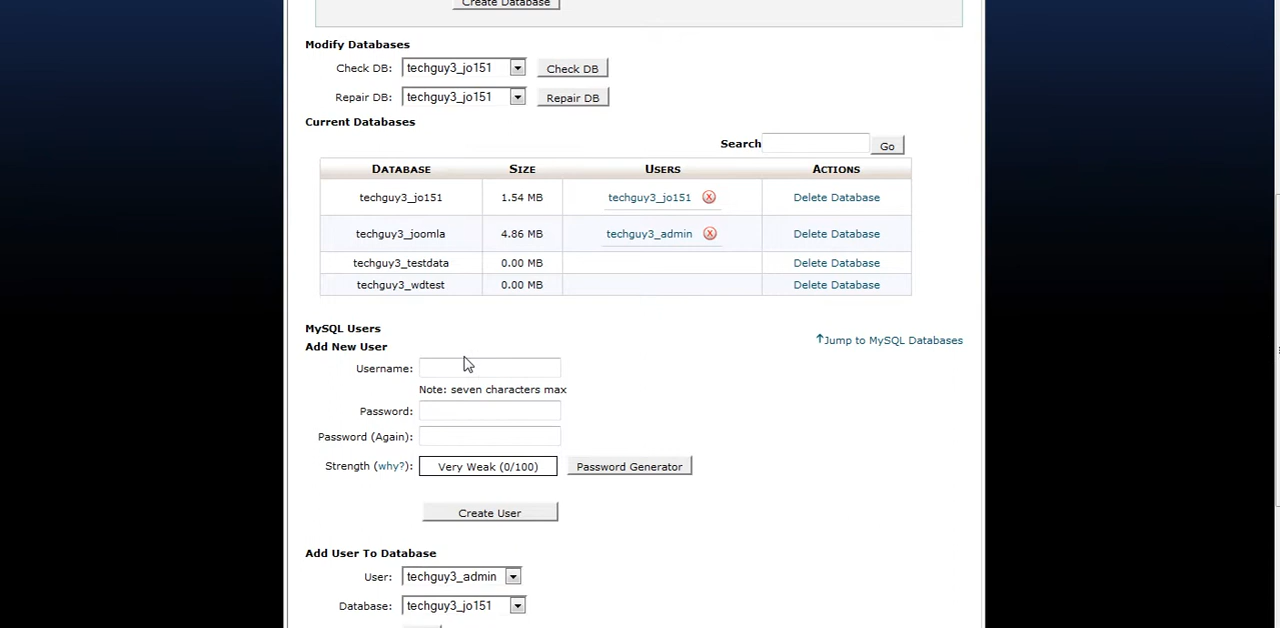 Create Database
Modify Databases
Check DB: techguy3_jo151 Check DB
Repair DB: techguy3_jo151 Repair DB
Current Databases
Search Go
DATABASE SIZE USERS ACTIONS
techguy3_jo151 1.54 MB techguy3_jo151 Delete Database
techguy3_joomla 4.86 MB techguy3_admin Delete Database
techguy3_testdata 0.00 MB Delete Database
techguy3_wdtest 0.00 MB Delete Database
MySQL Users
Jump to MySQL Databases
Add New User
Username:
Note: seven characters max
Password:
Password (Again):
Strength (why?): Very Weak (0/100) Password Generator
Create User
Add User To Database
User: techguy3_admin
Database: techguy3_jo151